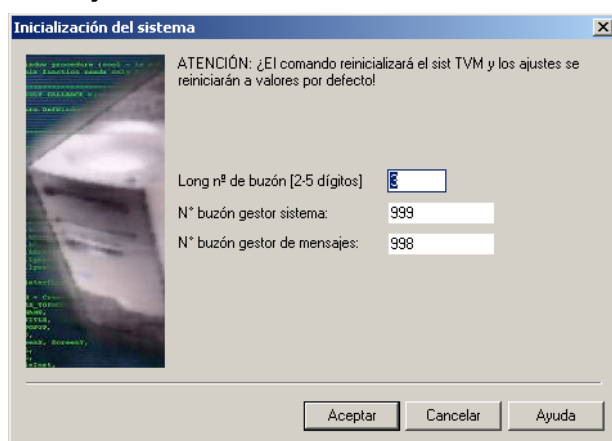 Inicialización del sistema
ATENCIÓN: ¿El comando reinicializará el sist TVM y los ajustes se
reiniciarán a valores por defecto!
Long nº de buzón [2-5 dígitos] 3
N° buzón gestor sistema: 999
N° buzón gestor de mensajes: 998
Aceptar Cancelar Ayuda